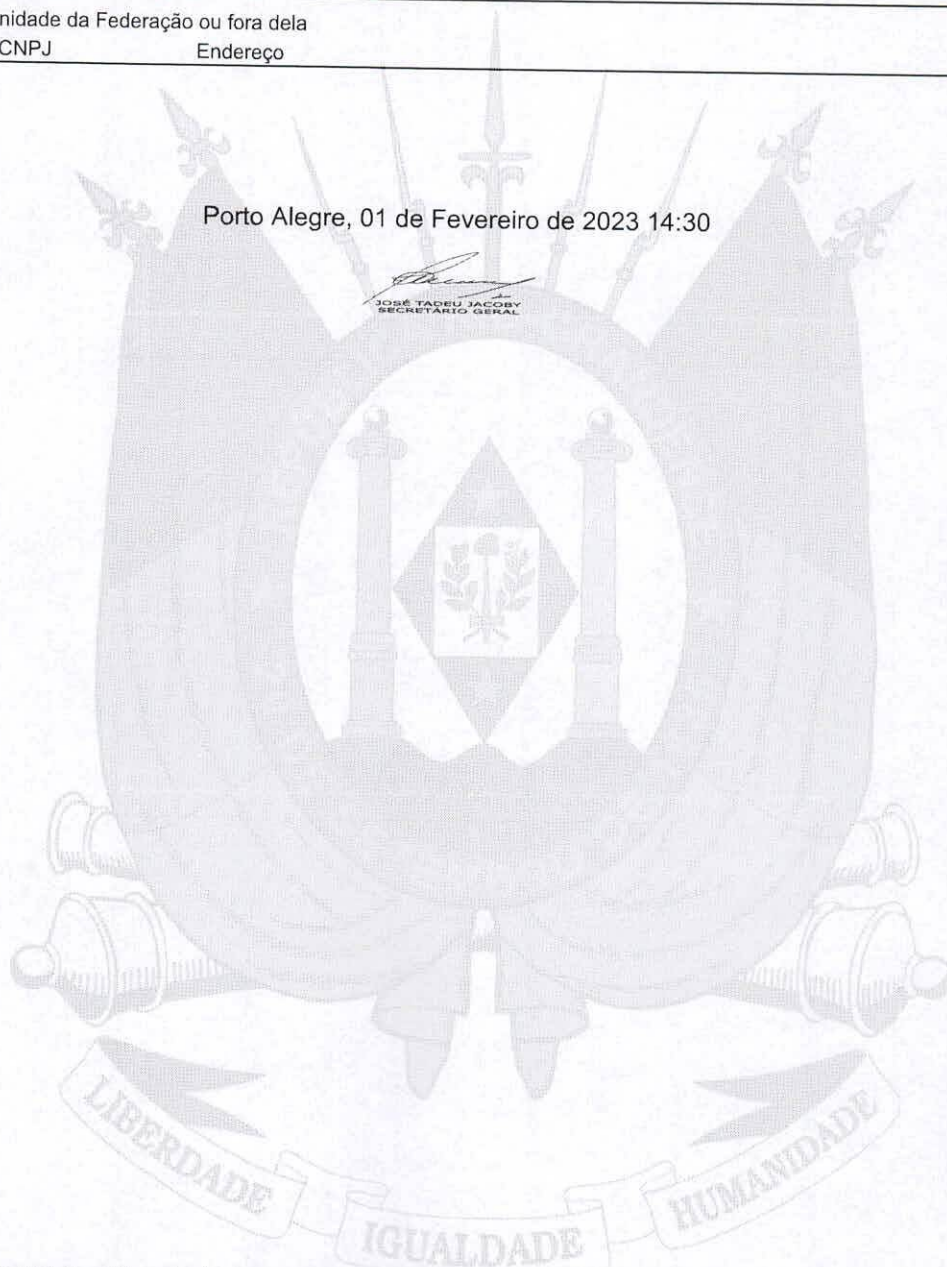 nidade da Federação ou fora dela
CNPJ Endereço
Porto Alegre, 01 de Fevereiro de 2023 14:30
JOSÉ TADEU JACOBY
SECRETÁRIO GERAL
LIBERDADE
IGUALDADE
HUMANIDADE